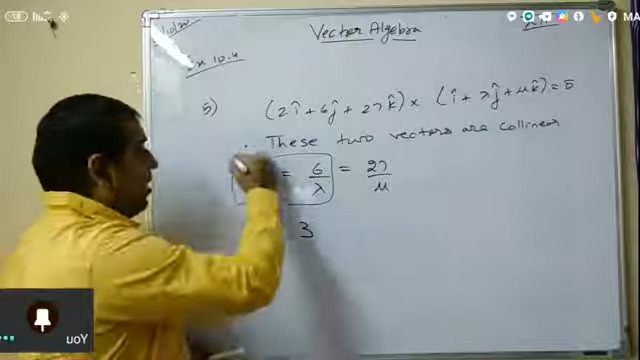 Vector Algebra
Ex 10.4
5) (2î + 6ĵ + 27k̂) × (î + λĵ + μk̂) = 0̄
∴ These two vectors are collinear
= 6/λ = 27/μ
3
You